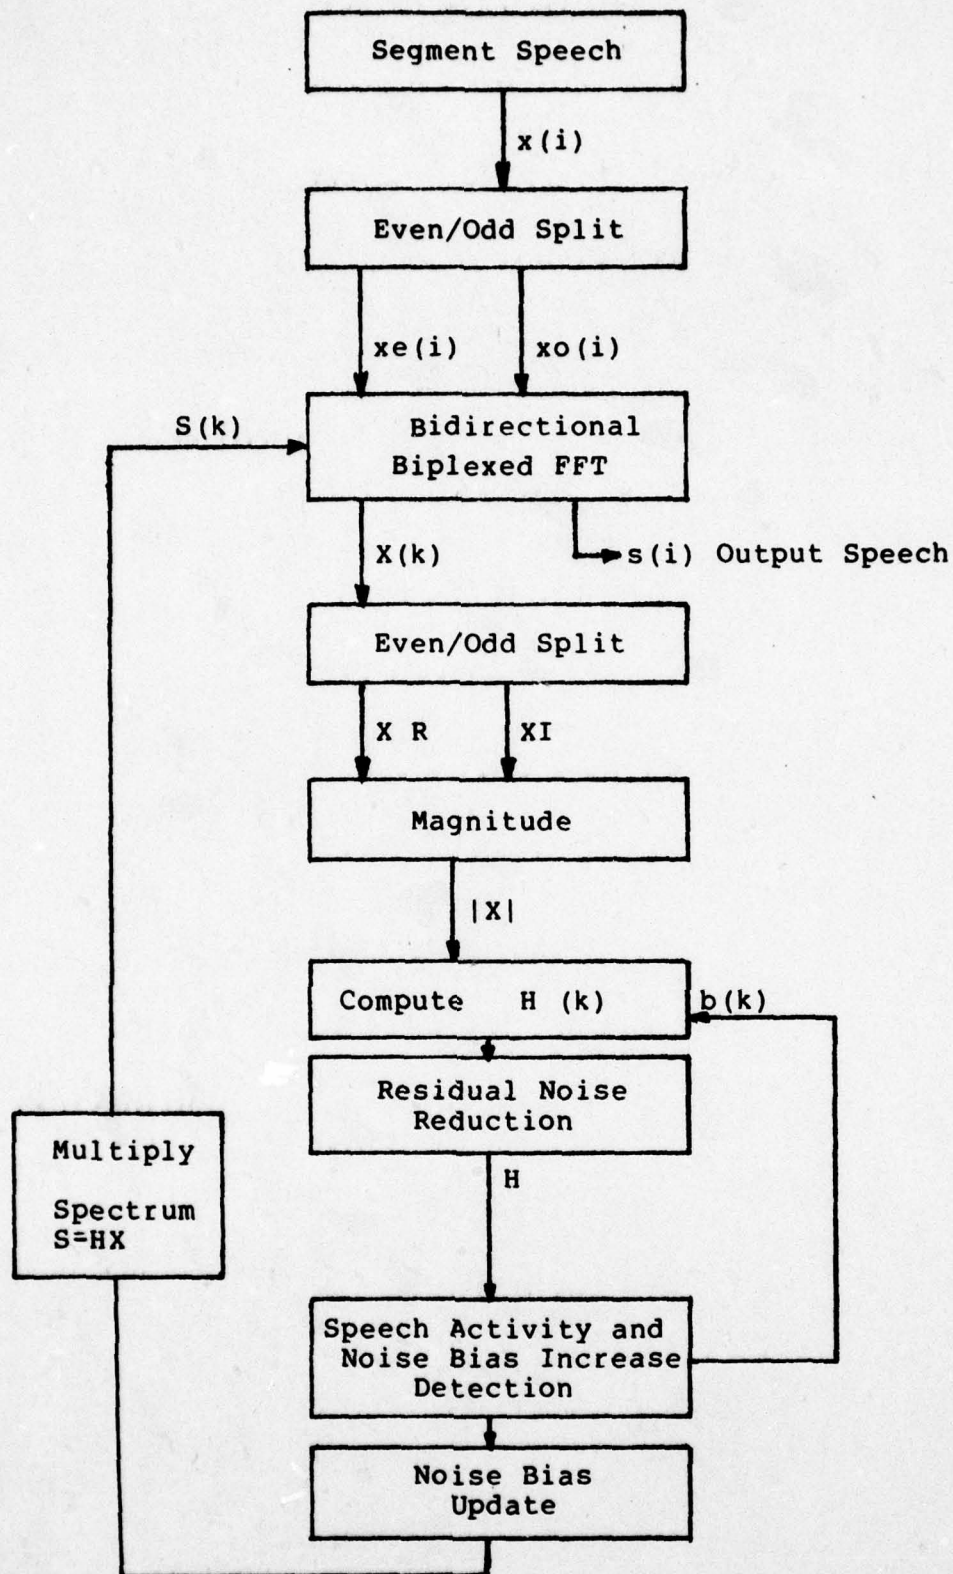 Segment Speech
x(i)
Even/Odd Split
xe(i)
xo(i)
S(k)
Bidirectional
Biplexed FFT
X(k)
s(i) Output Speech
Even/Odd Split
X R
XI
Magnitude
|X|
Compute H (k)
b(k)
Residual Noise
Reduction
H
Multiply
Spectrum
S=HX
Speech Activity and
Noise Bias Increase
Detection
Noise Bias
Update